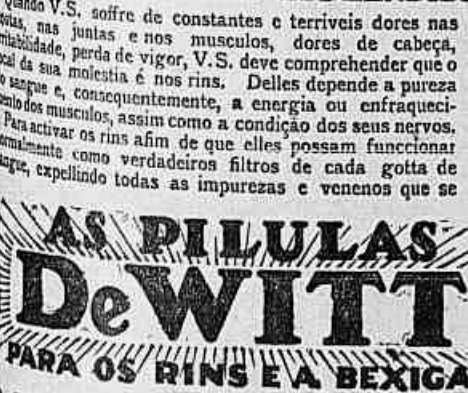 Quando V.S. soffre de constantes e terriveis dores nas
nas juntas e nos musculos, dores de cabeça,
irritabilidade, perda de vigor, V.S. deve comprehender que o
local da sua molestia é nos rins. Delles depende a pureza
do sangue e, consequentemente, a energia ou enfraqueci-
mento dos musculos, assim como a condição dos seus nervos.
Para activar os rins afim de que elles possam funccionar
normalmente como verdadeiros filtros de cada gotta de
sangue, expellindo todas as impurezas e venenos que se
AS PILULAS
DeWITT
PARA OS RINS E A BEXIGA